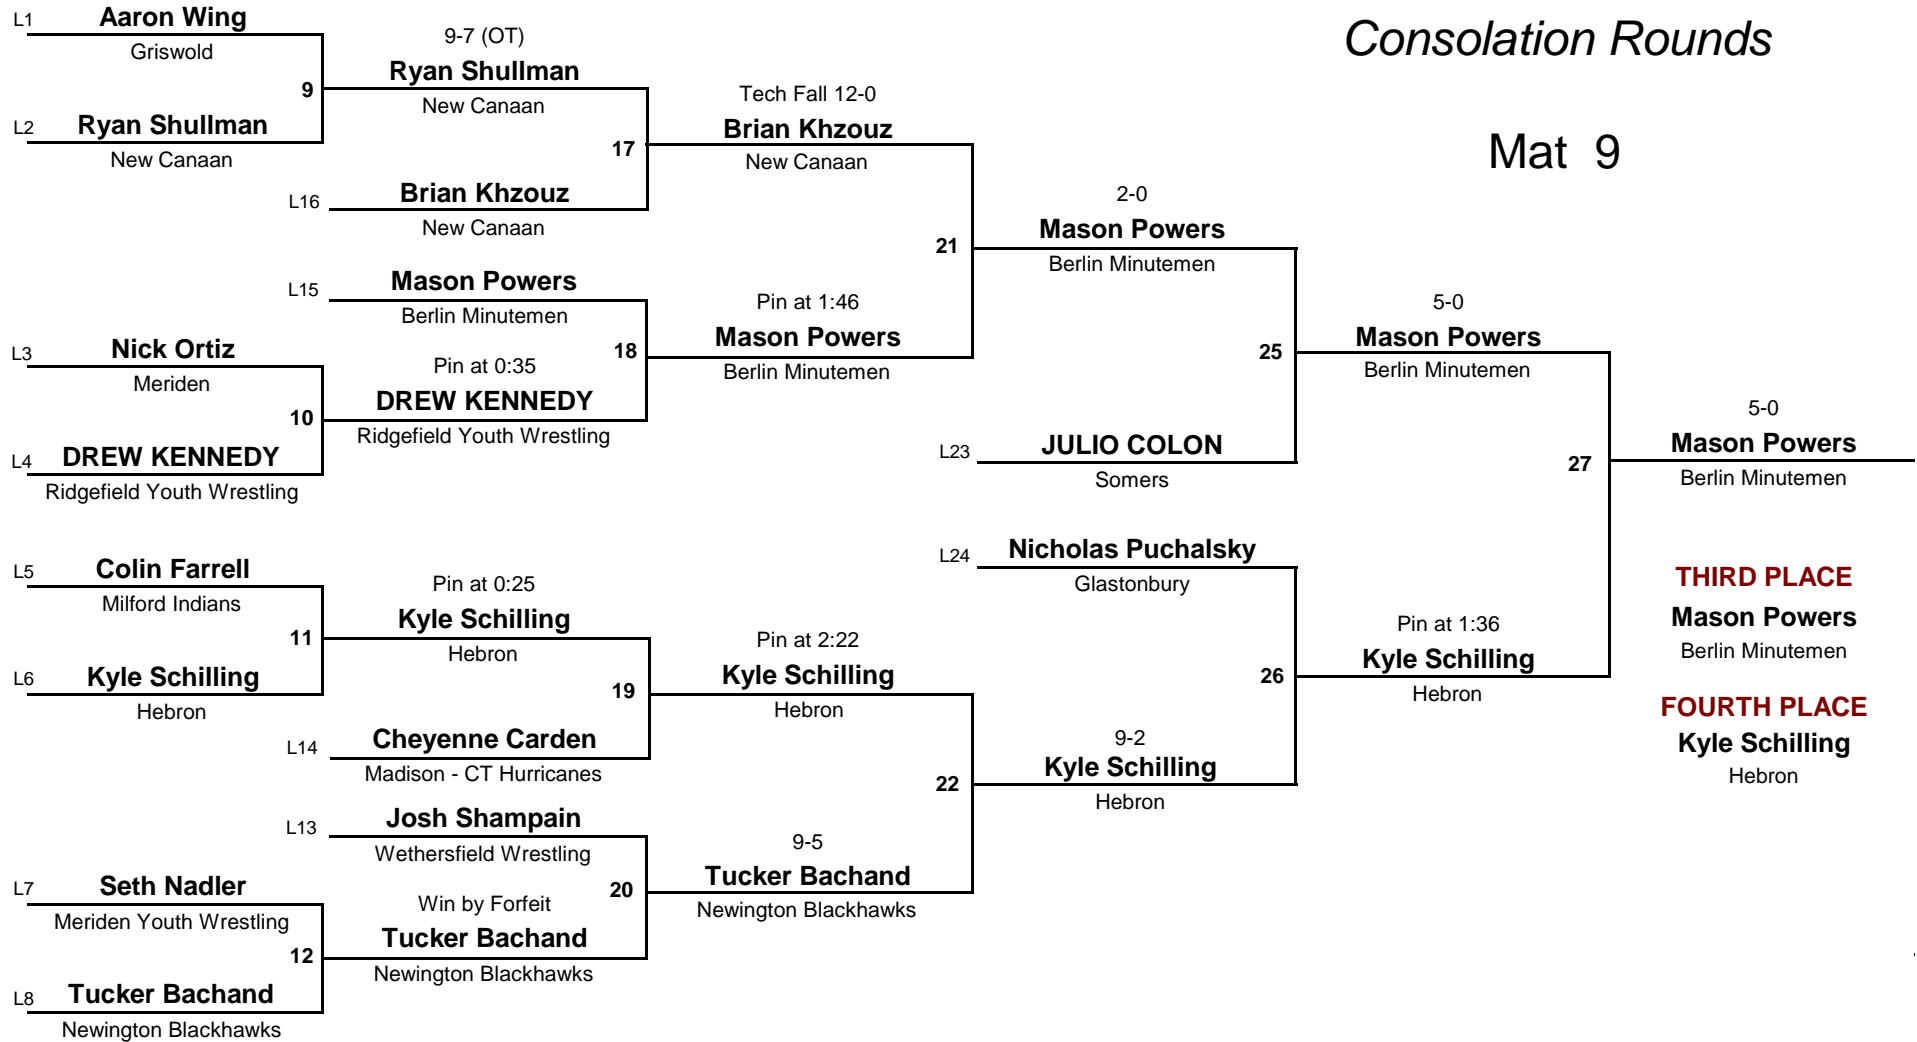 Consolation Rounds
Mat 9
L1
Aaron Wing
Griswold
9
L2
Ryan Shullman
New Canaan
9-7 (OT)
Ryan Shullman
New Canaan
17
L16
Brian Khzouz
New Canaan
Tech Fall 12-0
Brian Khzouz
New Canaan
21
L15
Mason Powers
Berlin Minutemen
18
L3
Nick Ortiz
Meriden
10
L4
DREW KENNEDY
Ridgefield Youth Wrestling
Pin at 0:35
DREW KENNEDY
Ridgefield Youth Wrestling
Pin at 1:46
Mason Powers
Berlin Minutemen
2-0
Mason Powers
Berlin Minutemen
25
L23
JULIO COLON
Somers
5-0
Mason Powers
Berlin Minutemen
27
L5
Colin Farrell
Milford Indians
11
L6
Kyle Schilling
Hebron
Pin at 0:25
Kyle Schilling
Hebron
19
L14
Cheyenne Carden
Madison - CT Hurricanes
Pin at 2:22
Kyle Schilling
Hebron
22
L13
Josh Shampain
Wethersfield Wrestling
20
L7
Seth Nadler
Meriden Youth Wrestling
12
L8
Tucker Bachand
Newington Blackhawks
Win by Forfeit
Tucker Bachand
Newington Blackhawks
9-5
Tucker Bachand
Newington Blackhawks
L24
Nicholas Puchalsky
Glastonbury
26
9-2
Kyle Schilling
Hebron
Pin at 1:36
Kyle Schilling
Hebron
5-0
Mason Powers
Berlin Minutemen
THIRD PLACE
Mason Powers
Berlin Minutemen
FOURTH PLACE
Kyle Schilling
Hebron